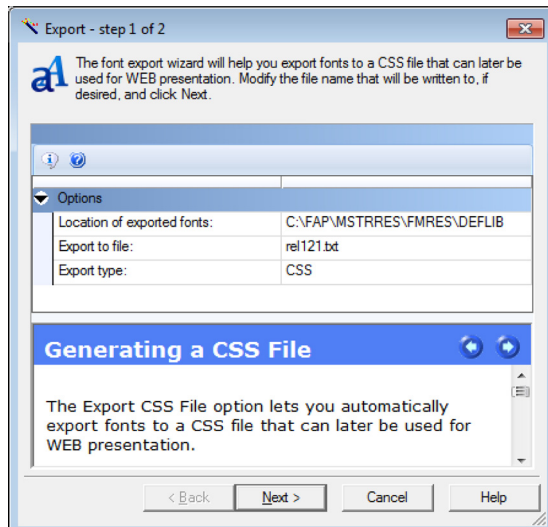 Export - step 1 of 2
The font export wizard will help you export fonts to a CSS file that can later be
used for WEB presentation. Modify the file name that will be written to, if
desired, and click Next.
Options
Location of exported fonts: C:\FAP\MSTRRES\FMRES\DEFLIB
Export to file: rel121.txt
Export type: CSS
Generating a CSS File
The Export CSS File option lets you automatically
export fonts to a CSS file that can later be used for
WEB presentation.
< Back Next > Cancel Help